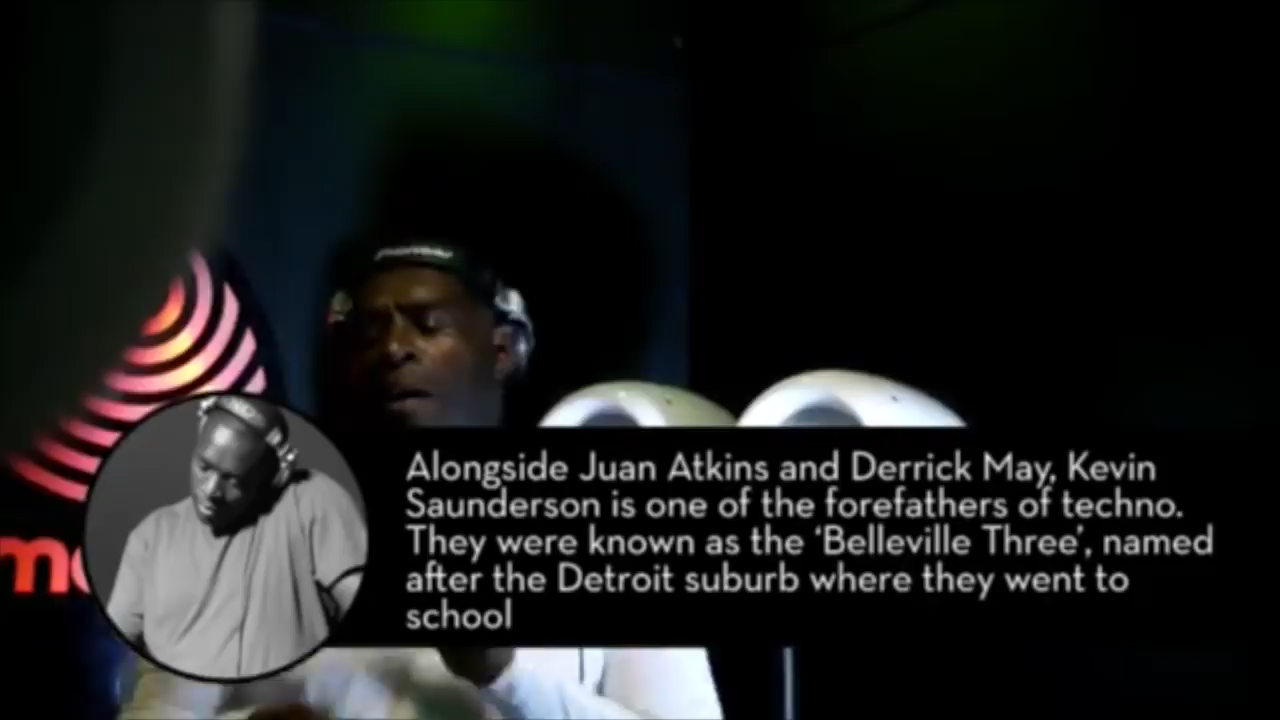 Alongside Juan Atkins and Derrick May, Kevin
Saunderson is one of the forefathers of techno.
They were known as the ‘Belleville Three’, named
after the Detroit suburb where they went to
school